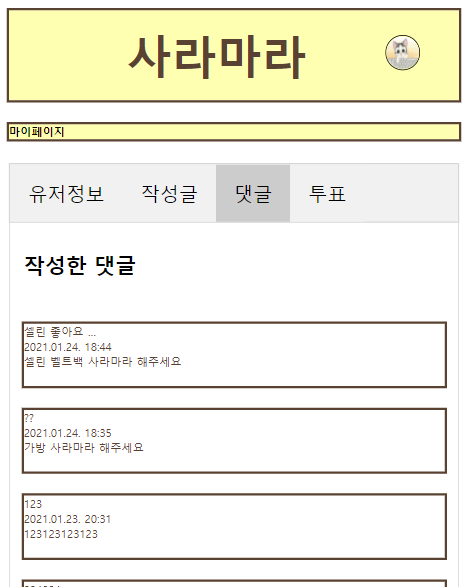 사라마라
마이페이지
유저정보 작성글 댓글 투표
작성한 댓글
셀린 좋아요 ...
2021.01.24. 18:44
셀린 벨트백 사라마라 해주세요
??
2021.01.24. 18:35
가방 사라마라 해주세요
123
2021.01.23. 20:31
123123123123